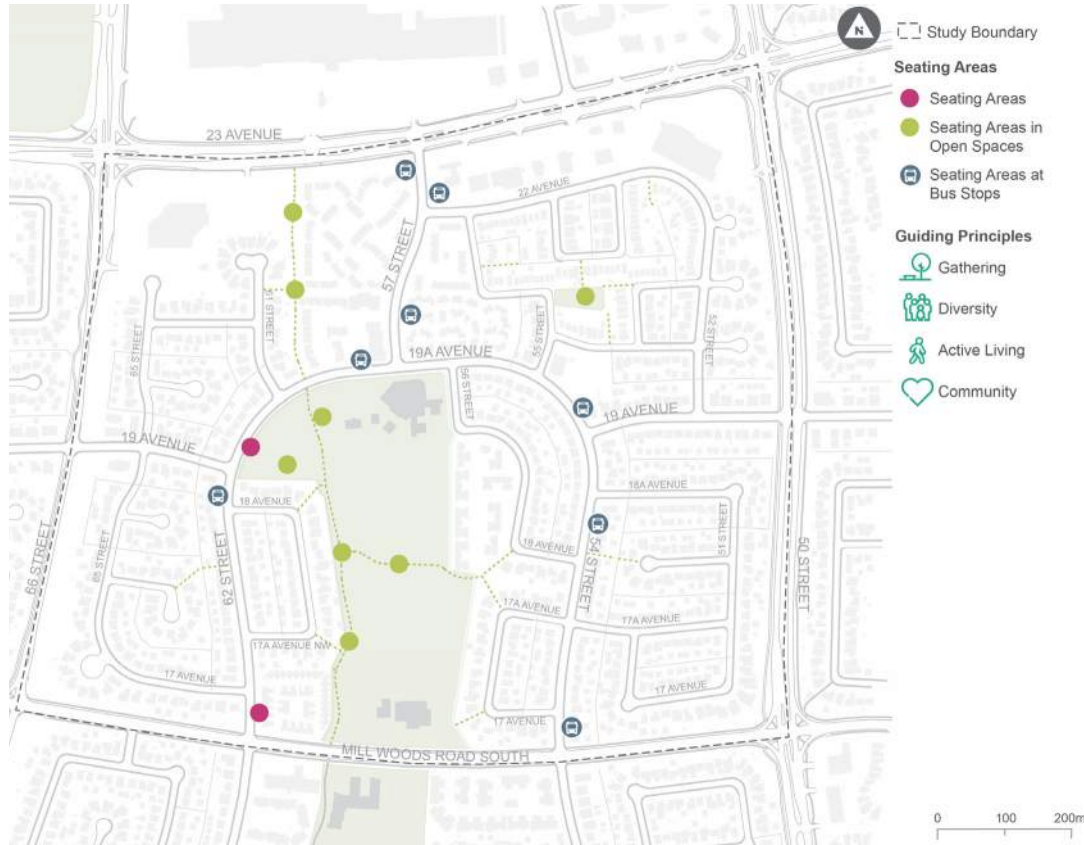 N
Study Boundary
Seating Areas
Seating Areas
Seating Areas in
Open Spaces
Seating Areas at
Bus Stops
Guiding Principles
Gathering
Diversity
Active Living
Community
23 AVENUE
22 AVENUE
57 STREET
61 STREET
65 STREET
52 STREET
55 STREET
19A AVENUE
56 STREET
19 AVENUE
19 AVENUE
18A AVENUE
18 AVENUE
51 STREET
18 AVENUE
54 STREET
50 STREET
66 STREET
65 STREET
62 STREET
17A AVENUE
17A AVENUE
17A AVENUE NW
17 AVENUE
17 AVENUE
17 AVENUE
MILL WOODS ROAD SOUTH
0 100 200m